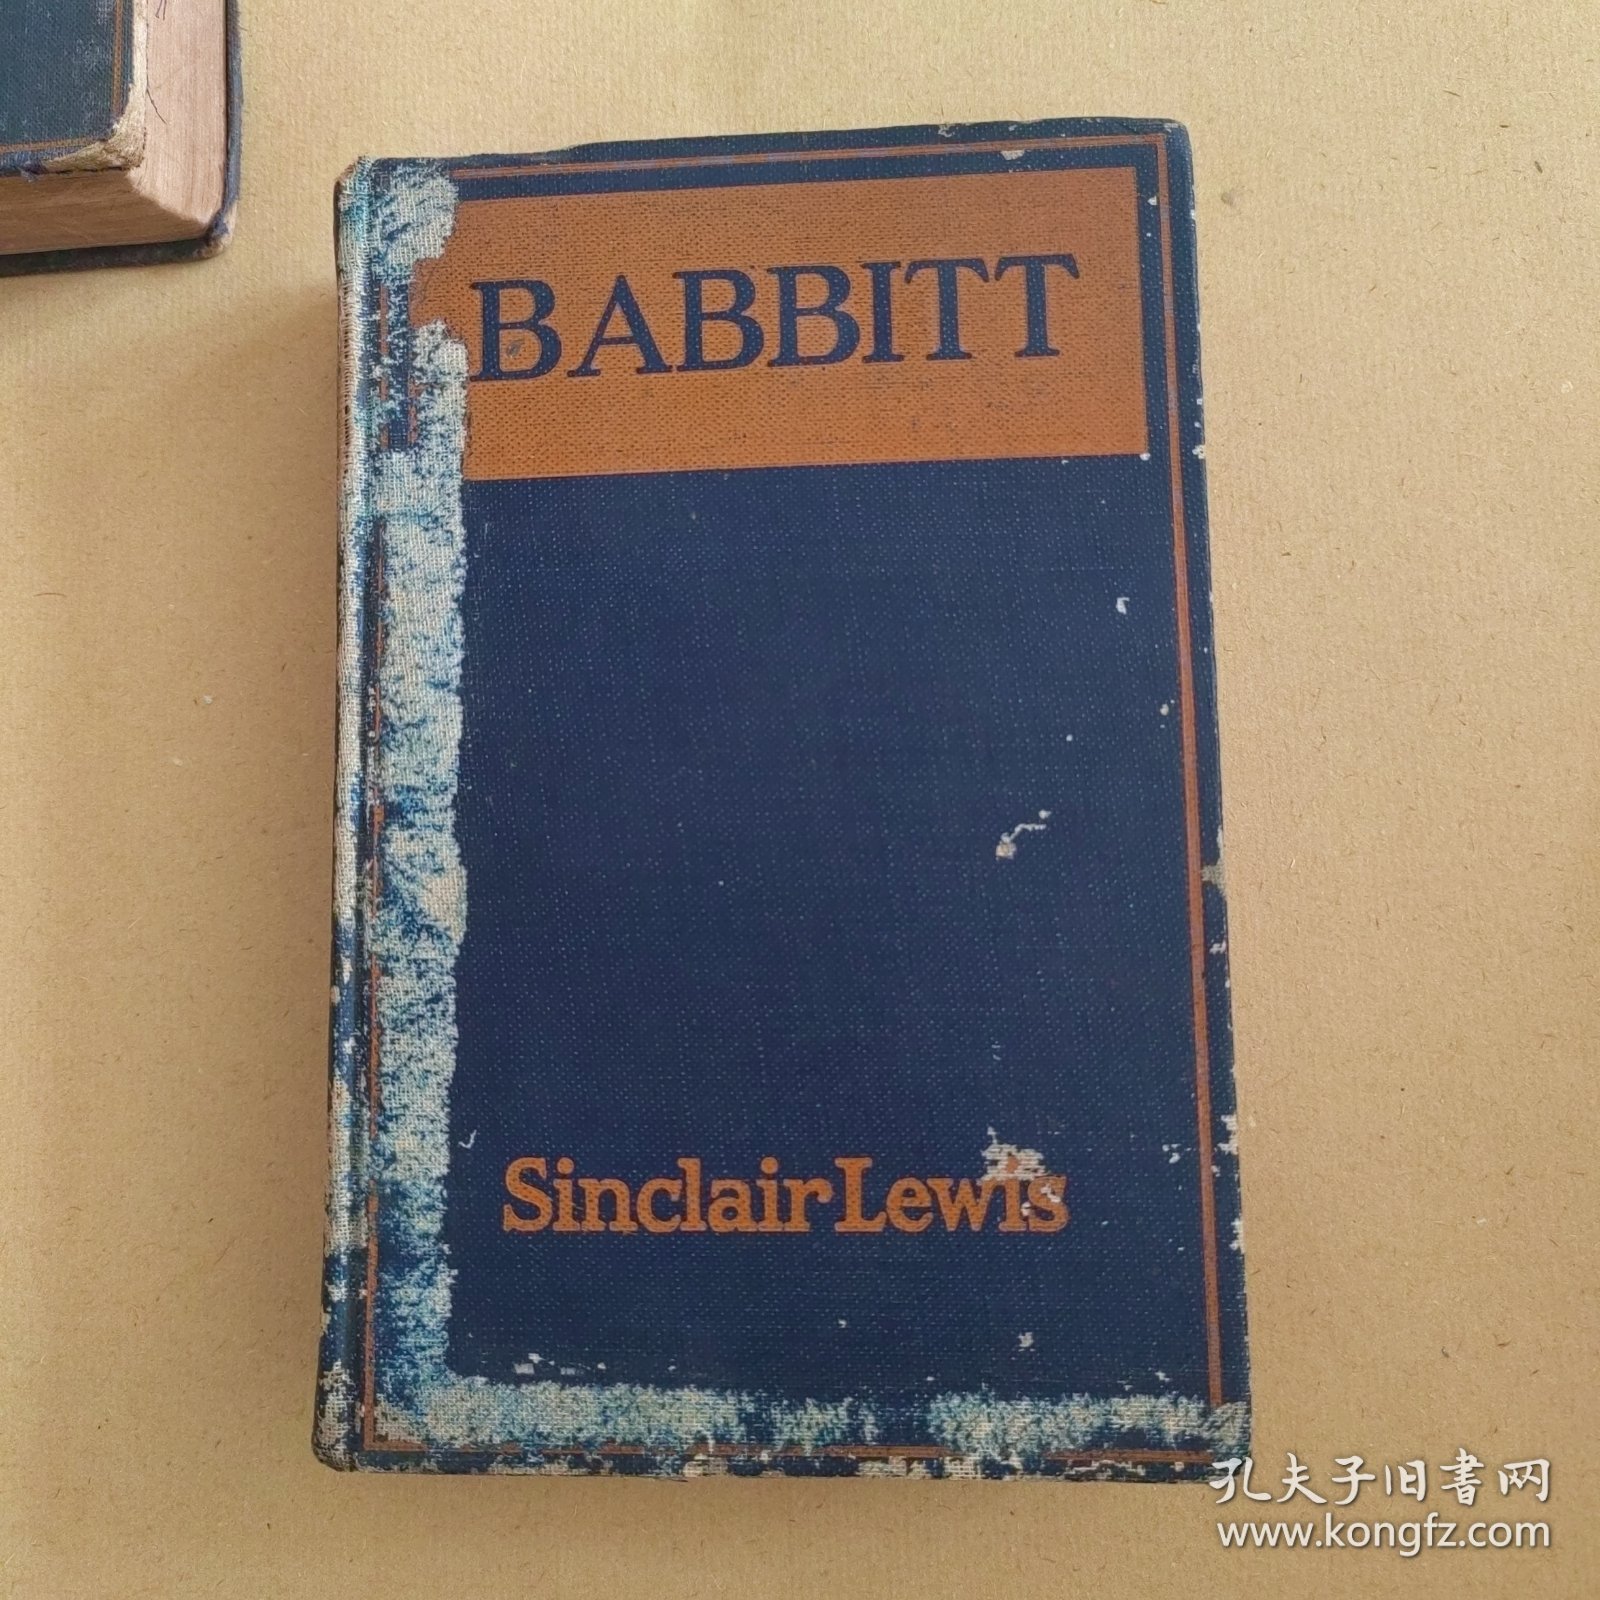 BABBITT
Sinclair Lewis
孔夫子旧书网
www.kongfz.com